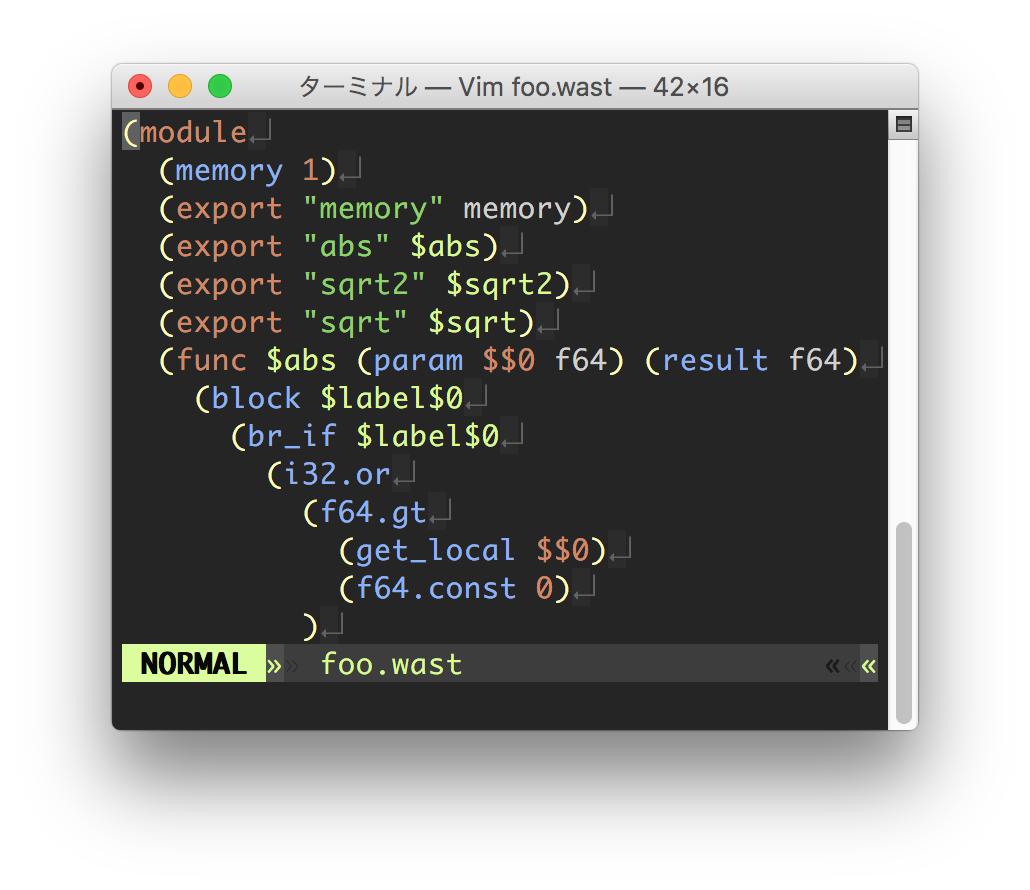 ターミナル — Vim foo.wast — 42×16
(module↵
  (memory 1)↵
  (export "memory" memory)↵
  (export "abs" $abs)↵
  (export "sqrt2" $sqrt2)↵
  (export "sqrt" $sqrt)↵
  (func $abs (param $$0 f64) (result f64)↵
    (block $label$0↵
      (br_if $label$0↵
        (i32.or↵
          (f64.gt↵
            (get_local $$0)↵
            (f64.const 0)↵
          )↵
NORMAL »» foo.wast «««